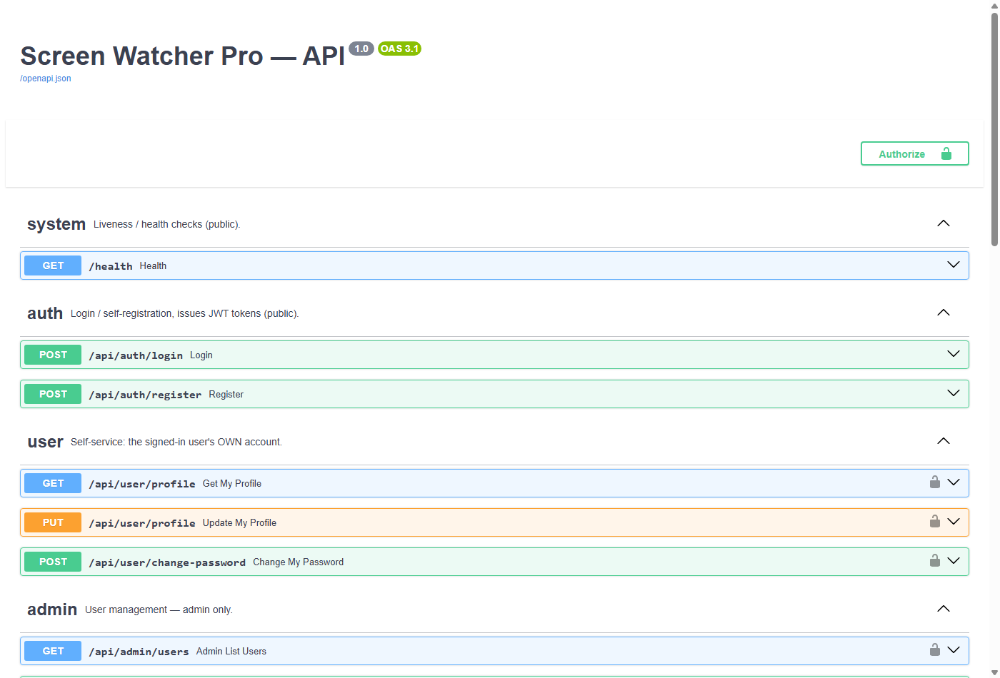 Screen Watcher Pro — API 1.0 OAS 3.1
/openapi.json
Authorize
system Liveness / health checks (public).
GET /health Health
auth Login / self-registration, issues JWT tokens (public).
POST /api/auth/login Login
POST /api/auth/register Register
user Self-service: the signed-in user's OWN account.
GET /api/user/profile Get My Profile
PUT /api/user/profile Update My Profile
POST /api/user/change-password Change My Password
admin User management — admin only.
GET /api/admin/users Admin List Users